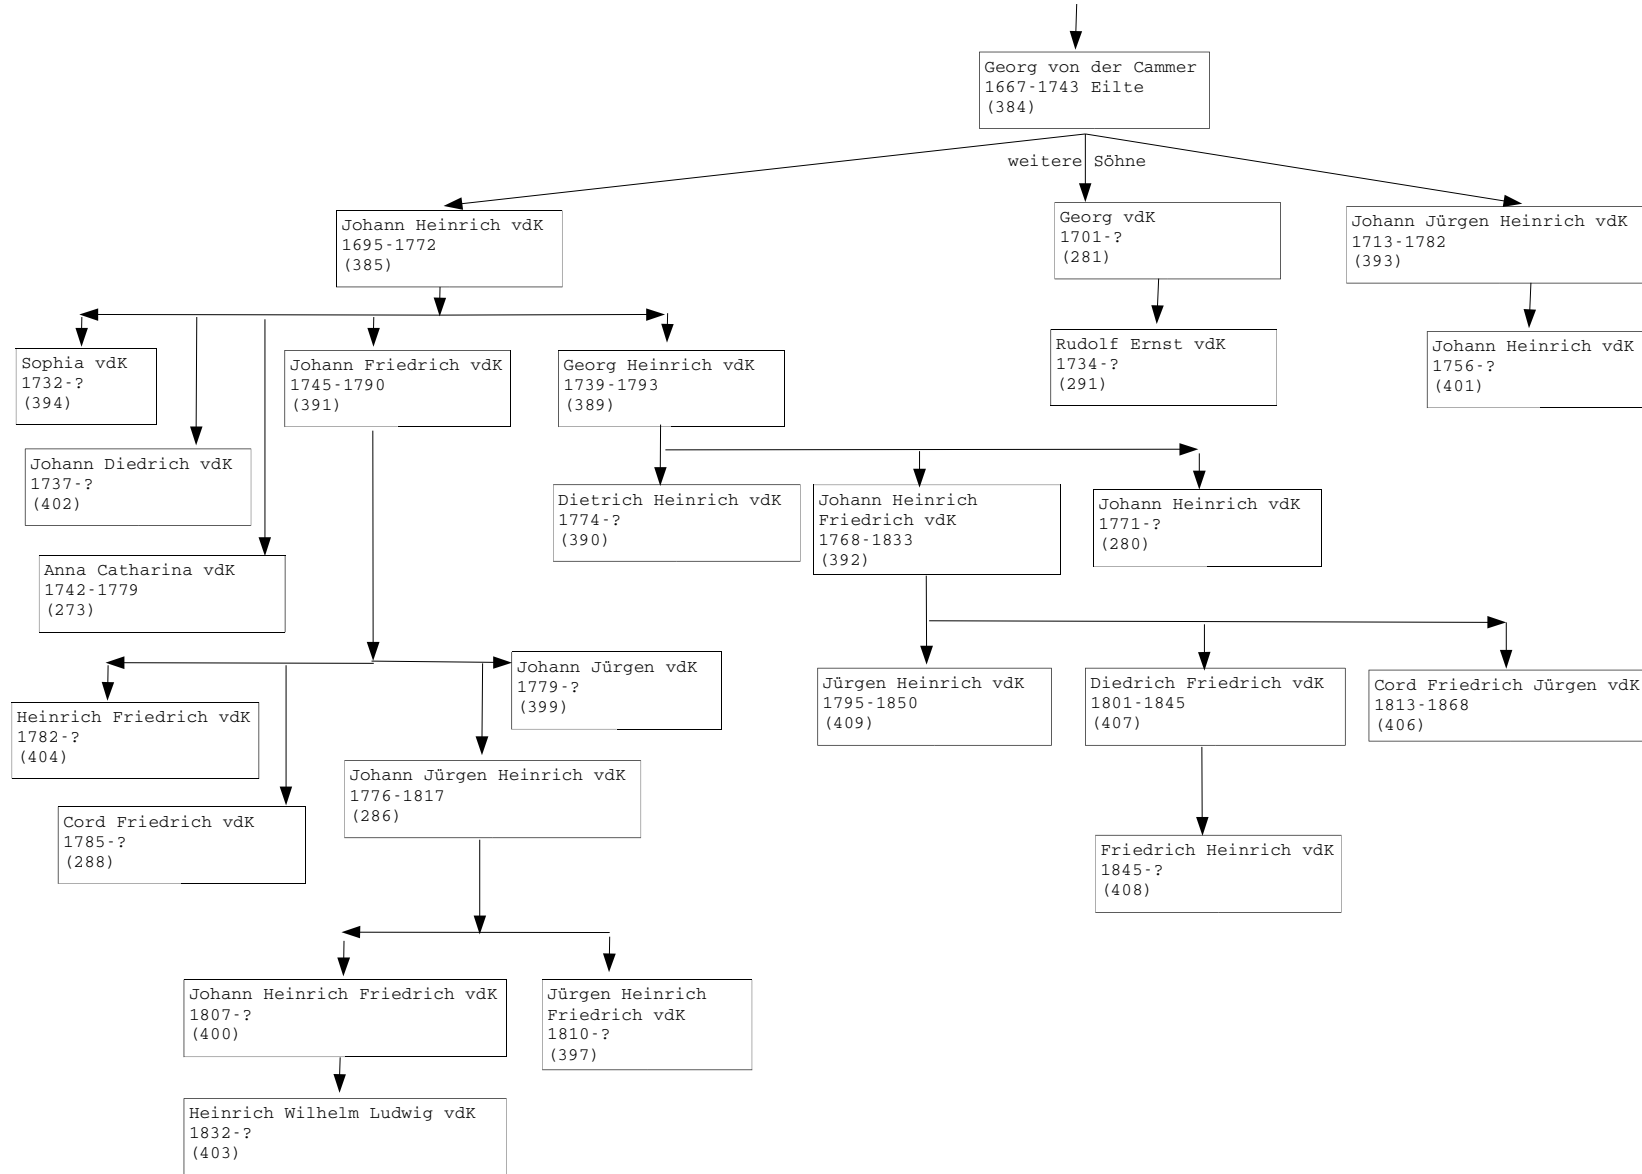 Georg von der Cammer
1667-1743 Eilte
(384)
weitere Söhne
Johann Heinrich vdK
1695-1772
(385)
Georg vdK
1701-?
(281)
Johann Jürgen Heinrich vdK
1713-1782
(393)
Sophia vdK
1732-?
(394)
Johann Friedrich vdK
1745-1790
(391)
Georg Heinrich vdK
1739-1793
(389)
Rudolf Ernst vdK
1734-?
(291)
Johann Heinrich vdK
1756-?
(401)
Johann Diedrich vdK
1737-?
(402)
Dietrich Heinrich vdK
1774-?
(390)
Johann Heinrich
Friedrich vdK
1768-1833
(392)
Johann Heinrich vdK
1771-?
(280)
Anna Catharina vdK
1742-1779
(273)
Johann Jürgen vdK
1779-?
(399)
Jürgen Heinrich vdK
1795-1850
(409)
Diedrich Friedrich vdK
1801-1845
(407)
Cord Friedrich Jürgen vdK
1813-1868
(406)
Heinrich Friedrich vdK
1782-?
(404)
Johann Jürgen Heinrich vdK
1776-1817
(286)
Cord Friedrich vdK
1785-?
(288)
Friedrich Heinrich vdK
1845-?
(408)
Johann Heinrich Friedrich vdK
1807-?
(400)
Jürgen Heinrich
Friedrich vdK
1810-?
(397)
Heinrich Wilhelm Ludwig vdK
1832-?
(403)